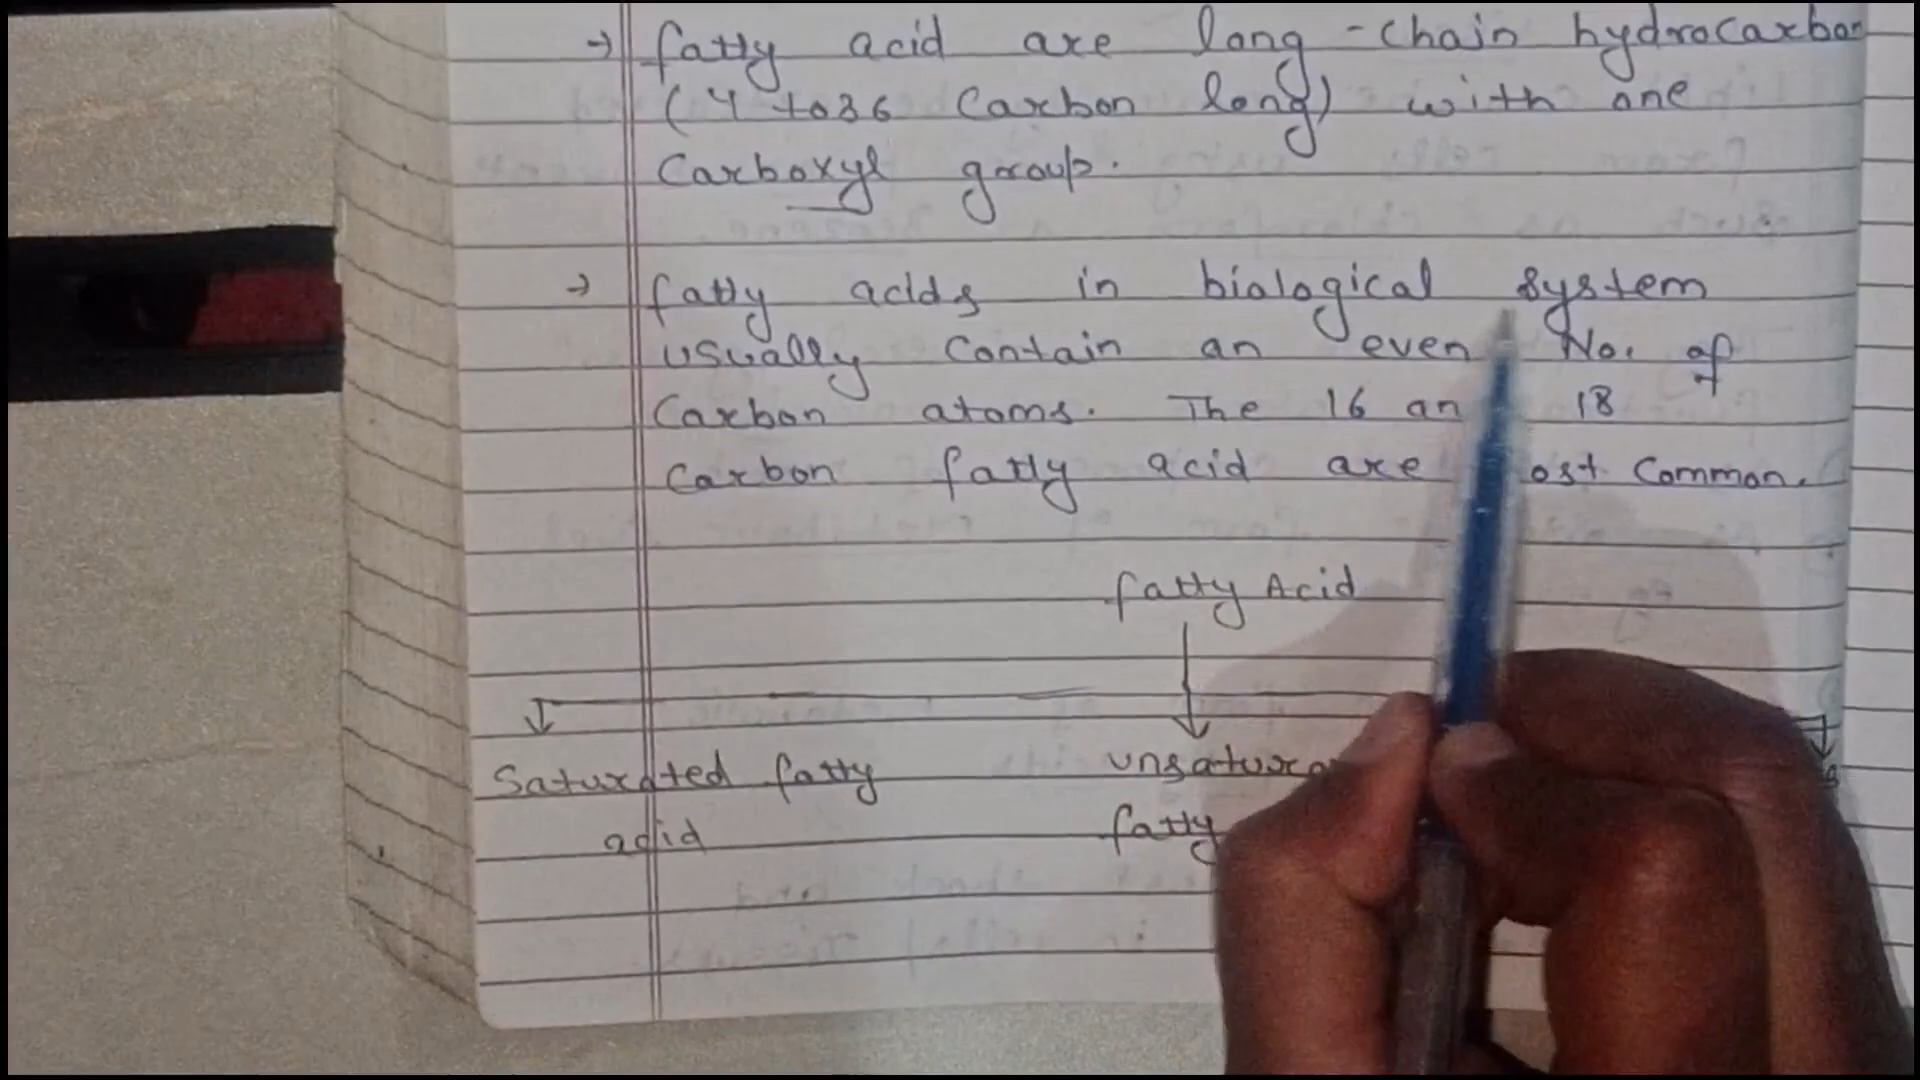 → fatty acid are long-chain hydrocarbon
(4 to 36 Carbon long) with one
Carboxyl group.
→ fatty acids in biological system
usually Contain an even No. of
Carbon atoms. The 16 an 18
Carbon fatty acid are ost Common.
fatty Acid
Saturated fatty unsatura
acid fatty